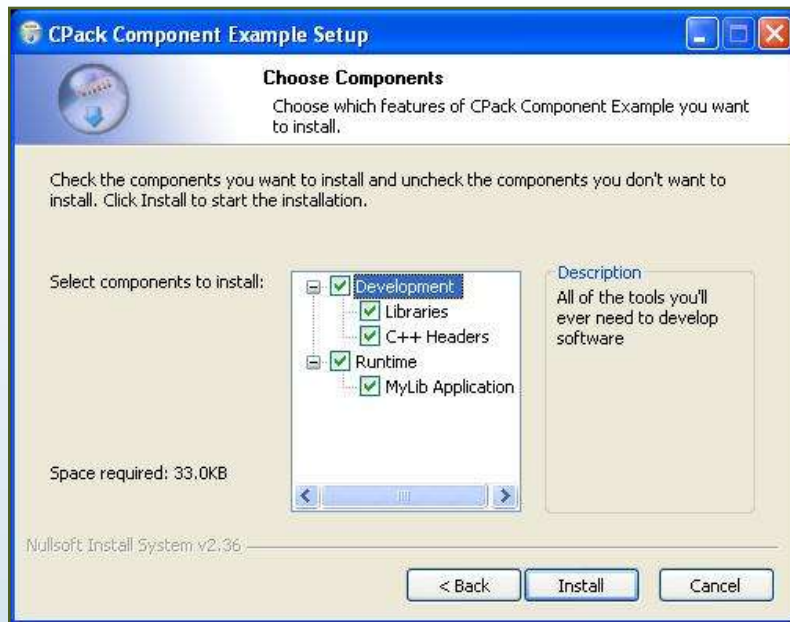 CPack Component Example Setup
Choose Components
Choose which features of CPack Component Example you want
to install.
Check the components you want to install and uncheck the components you don't want to
install. Click Install to start the installation.
Select components to install:
Development
Libraries
C++ Headers
Runtime
MyLib Application
Description
All of the tools you'll
ever need to develop
software
Space required: 33.0KB
Nullsoft Install System v2.36
< Back
Install
Cancel